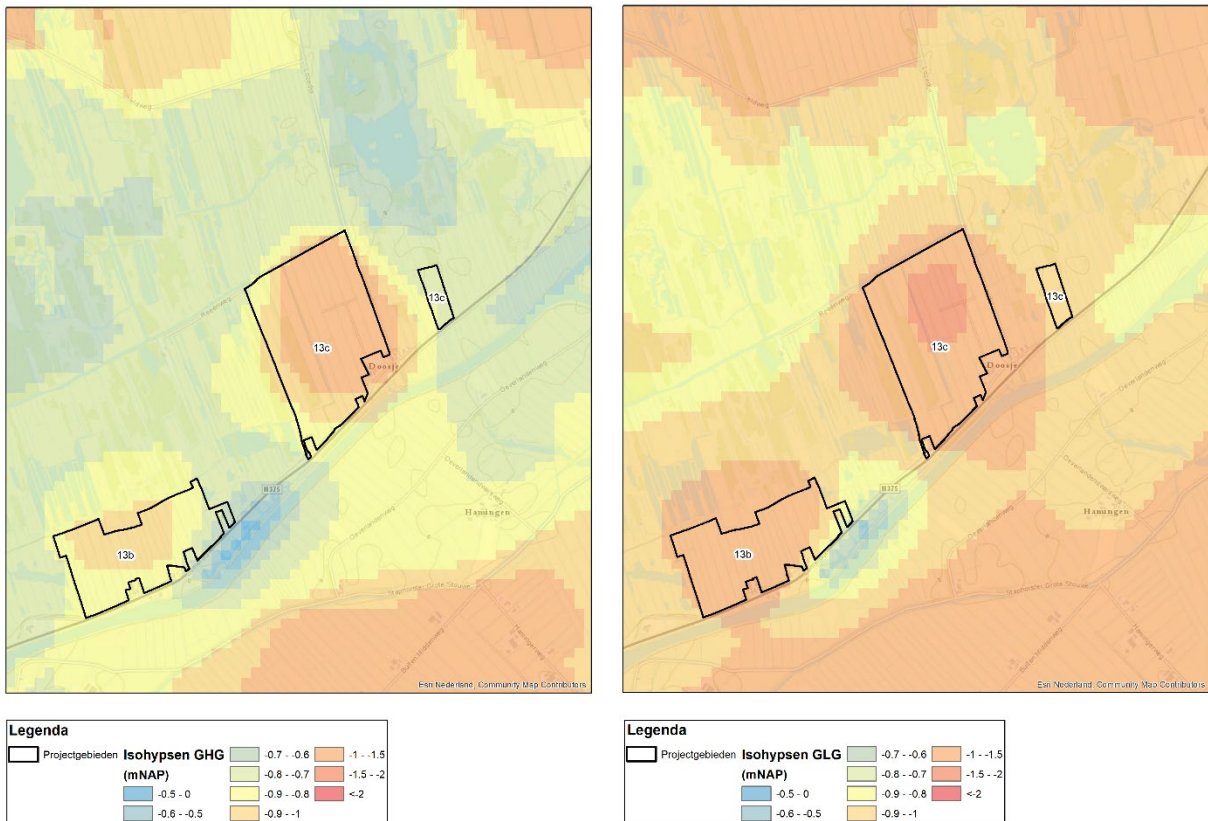 13c
13c
Doosje
N375
Haningen
13b
Esri Nederland, Community Map Contributors
13c
13c
Doosje
N375
Haningen
13b
Esri Nederland, Community Map Contributors
Legenda
Projectgebieden
Isohypsen GHG
(mNAP)
-0.5 - 0
-0.6 - -0.5
-0.7 - -0.6
-0.8 - -0.7
-0.9 - -0.8
-0.9 - -1
-1 - -1.5
-1.5 - -2
<-2
Legenda
Projectgebieden
Isohypsen GLG
(mNAP)
-0.5 - 0
-0.6 - -0.5
-0.7 - -0.6
-0.8 - -0.7
-0.9 - -0.8
-0.9 - -1
-1 - -1.5
-1.5 - -2
<-2